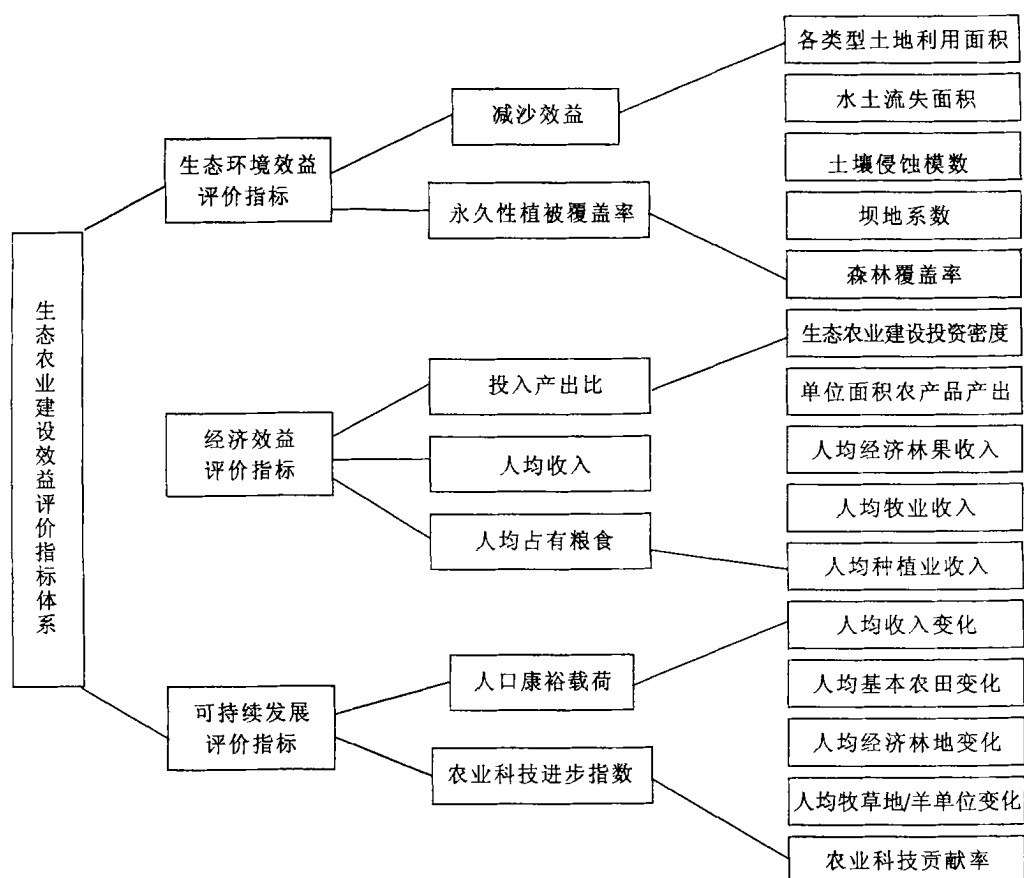 生态农业建设效益评价指标体系
生态环境效益
评价指标
减沙效益
永久性植被覆盖率
各类型土地利用面积
水土流失面积
土壤侵蚀模数
坝地系数
森林覆盖率
经济效益
评价指标
投入产出比
人均收入
人均占有粮食
生态农业建设投资密度
单位面积农产品产出
人均经济林果收入
人均牧业收入
人均种植业收入
可持续发展
评价指标
人口康裕载荷
农业科技进步指数
人均收入变化
人均基本农田变化
人均经济林地变化
人均牧草地/羊单位变化
农业科技贡献率